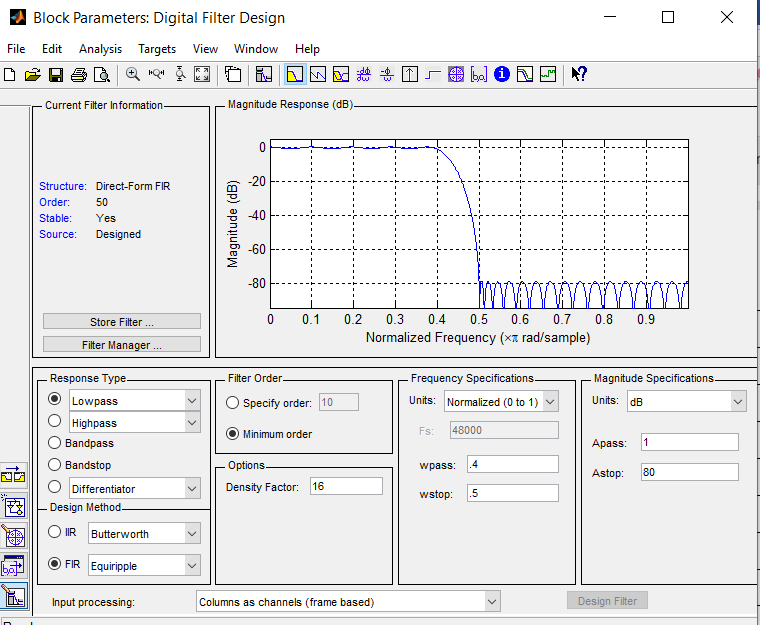 Block Parameters: Digital Filter Design
File Edit Analysis Targets View Window Help
Current Filter Information
Structure: Direct-Form FIR
Order: 50
Stable: Yes
Source: Designed
Store Filter ...
Filter Manager ...
Magnitude Response (dB)
Magnitude (dB)
0
-20
-40
-60
-80
0 0.1 0.2 0.3 0.4 0.5 0.6 0.7 0.8 0.9
Normalized Frequency (×π rad/sample)
Response Type
Lowpass
Highpass
Bandpass
Bandstop
Differentiator
Design Method
IIR Butterworth
FIR Equiripple
Filter Order
Specify order: 10
Minimum order
Options
Density Factor: 16
Frequency Specifications
Units: Normalized (0 to 1)
Fs: 48000
wpass: .4
wstop: .5
Magnitude Specifications
Units: dB
Apass: 1
Astop: 80
Input processing: Columns as channels (frame based)
Design Filter